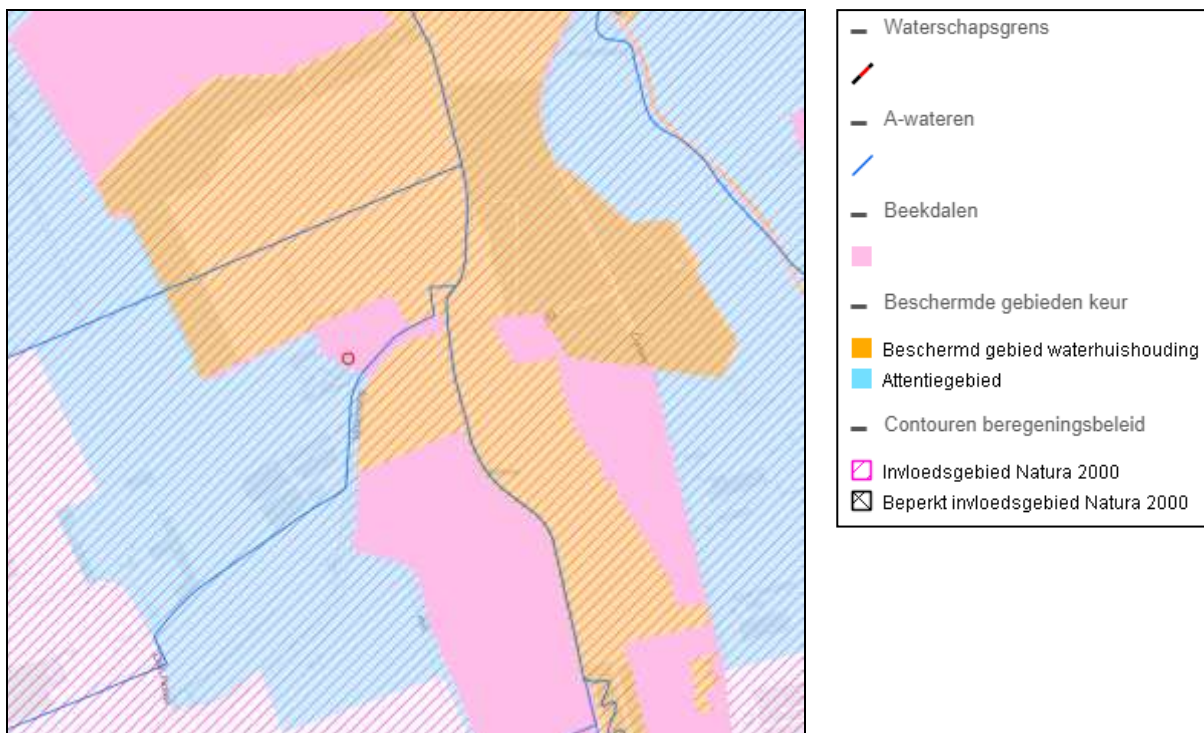 Waterschapsgrens
A-wateren
Beekdalen
Beschermde gebieden keur
Beschermd gebied waterhuishouding
Attentiegebied
Contouren beregeningsbeleid
Invloedsgebied Natura 2000
Beperkt invloedsgebied Natura 2000